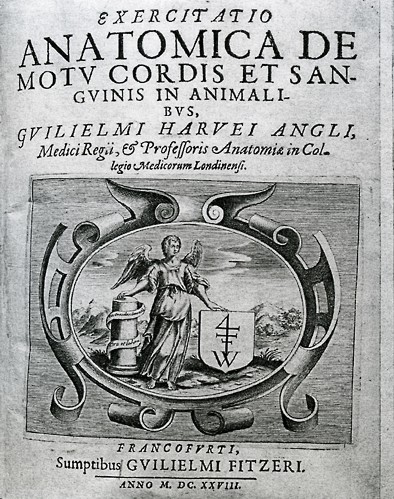 EXERCITATIO
ANATOMICA DE
MOTV CORDIS ET SAN-
GVINIS IN ANIMALI-
BVS,
GVILIELMI HARVEI ANGLI,
Medici Regii, & Professoris Anatomiæ in Col-
legio Medicorum Londinensi.
4
W
FRANCOFVRTI,
Sumptibus GVILIELMI FITZERI.
ANNO M. DC. XXVIII.